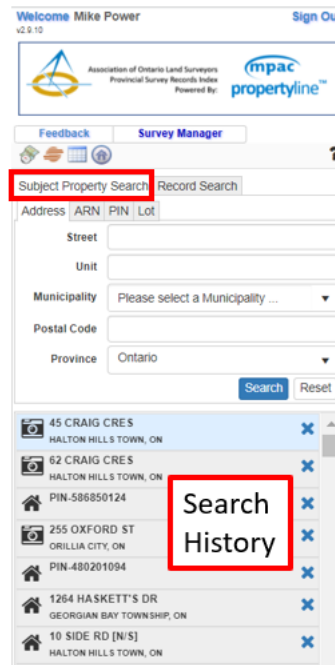 Welcome Mike Power Sign Ou
v2.9.10
Association of Ontario Land Surveyors
Provincial Survey Records Index
Powered By:
mpac
propertyline™
Feedback Survey Manager
Subject Property Search Record Search
Address ARN PIN Lot
Street
Unit
Municipality Please select a Municipality ...
Postal Code
Province Ontario
Search Reset
45 CRAIG CRES
HALTON HILLS TOWN, ON
62 CRAIG CRES
HALTON HILLS TOWN, ON
PIN-586850124
Search
History
255 OXFORD ST
ORILLIA CITY, ON
PIN-480201094
1264 HASKETT'S DR
GEORGIAN BAY TOWNSHIP, ON
10 SIDE RD [N/S]
HALTON HILLS TOWN, ON